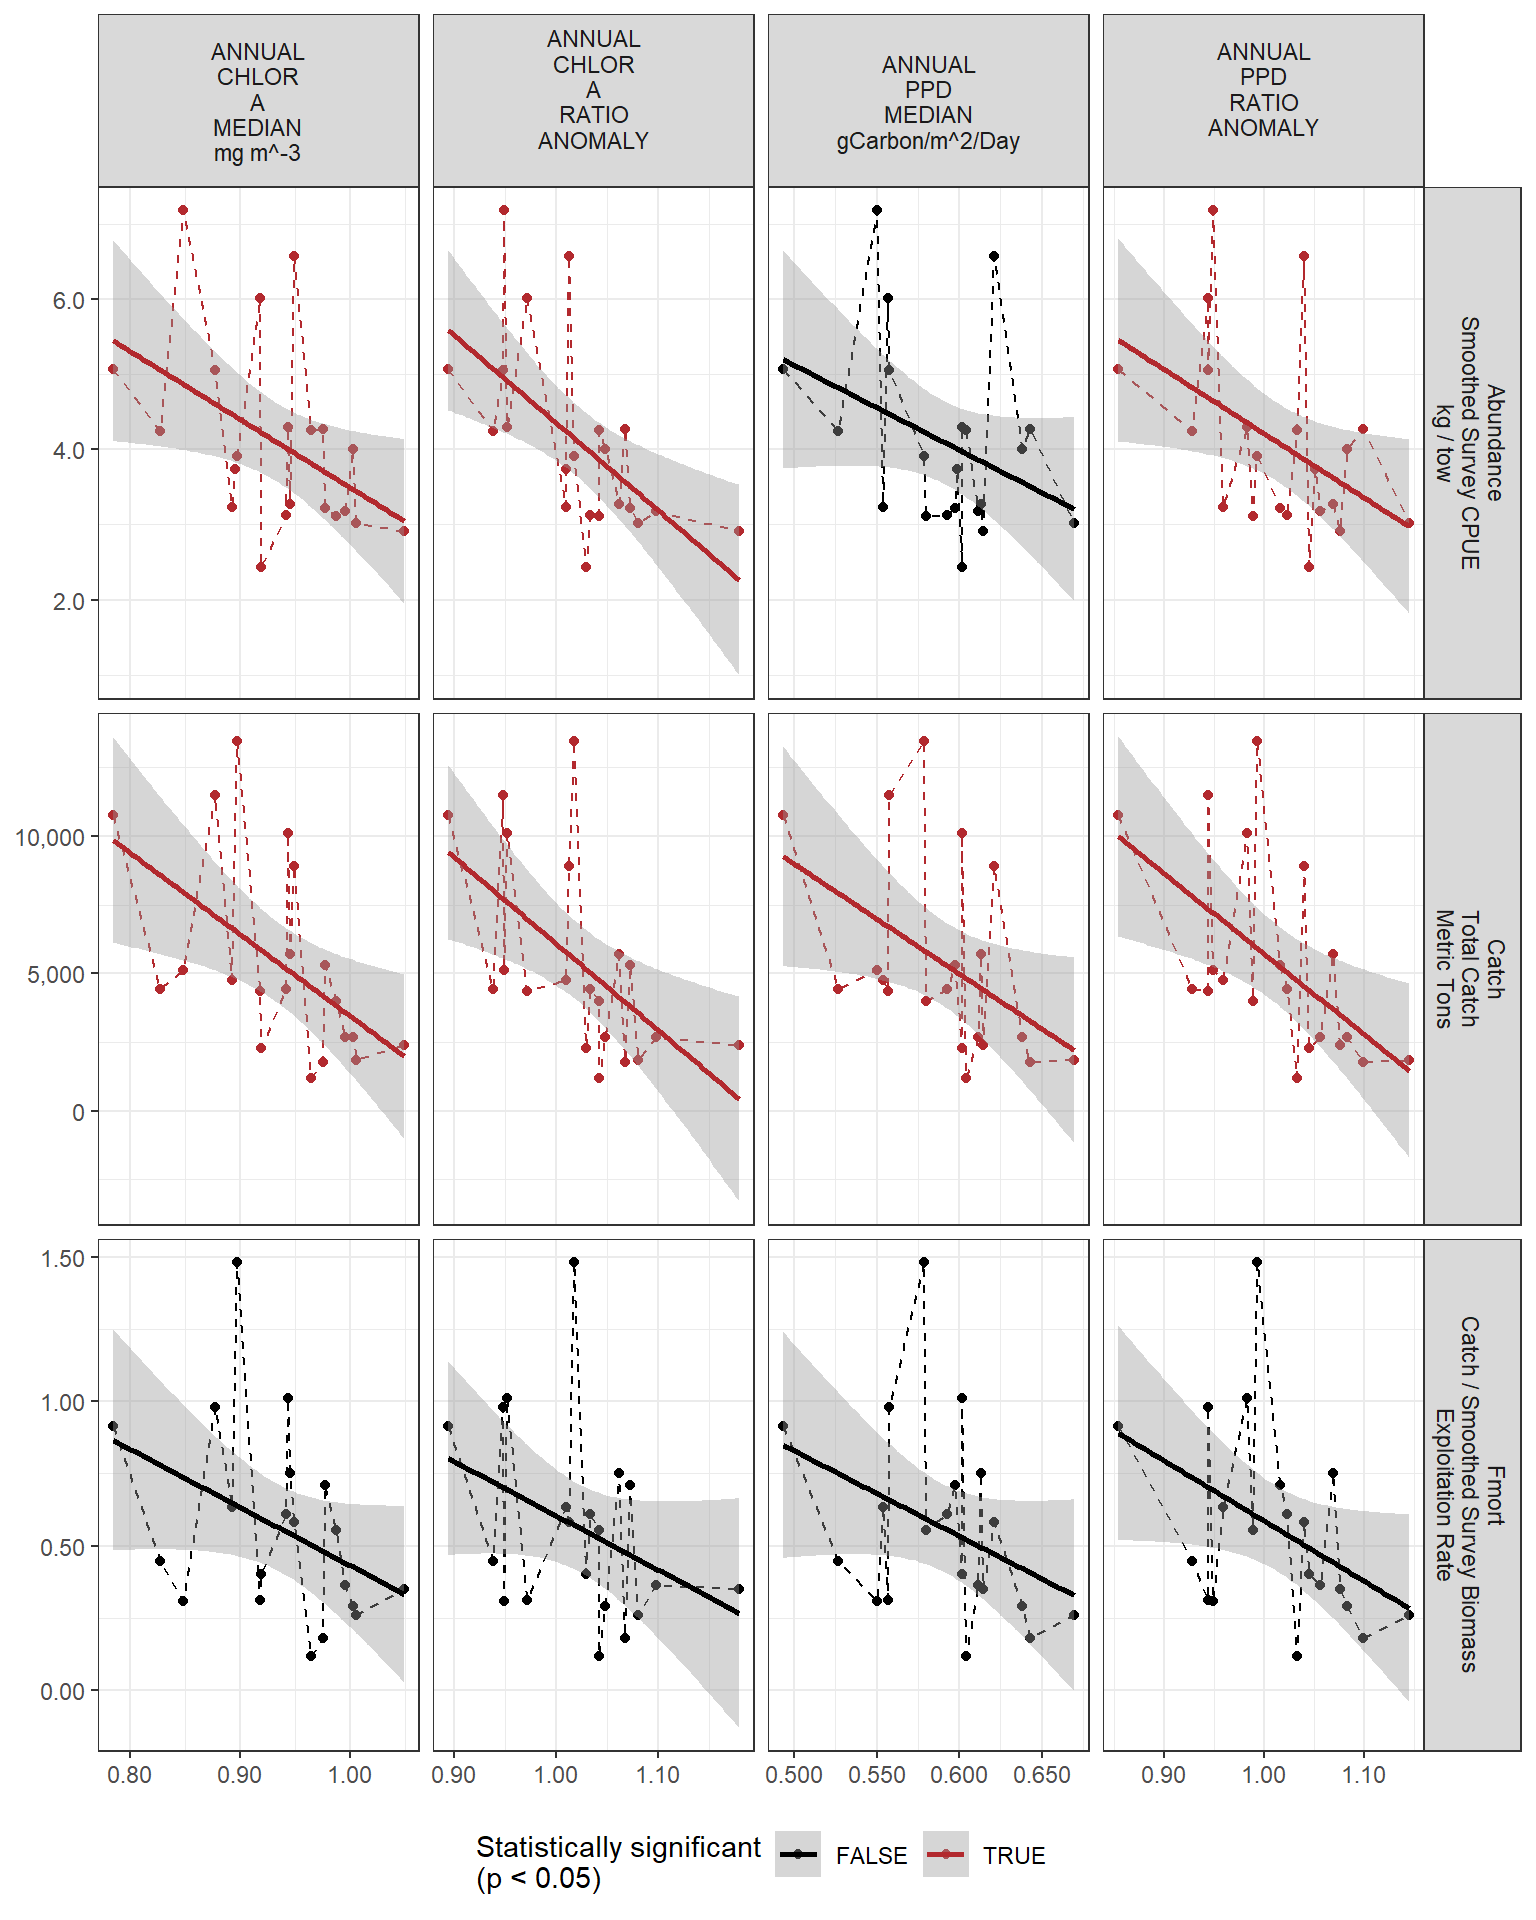 ANNUAL
CHLOR
A
MEDIAN
mg m^-3
ANNUAL
CHLOR
A
RATIO
ANOMALY
ANNUAL
PPD
MEDIAN
gCarbon/m^2/Day
ANNUAL
PPD
RATIO
ANOMALY
6.0
4.0
2.0
Abundance
Smoothed Survey CPUE
kg / tow
10,000
5,000
0
Catch
Total Catch
Metric Tons
1.50
1.00
0.50
0.00
Fmort
Catch / Smoothed Survey Biomass
Exploitation Rate
0.80 0.90 1.00
0.90 1.00 1.10
0.500 0.550 0.600 0.650
0.90 1.00 1.10
Statistically significant
(p < 0.05)
FALSE
TRUE